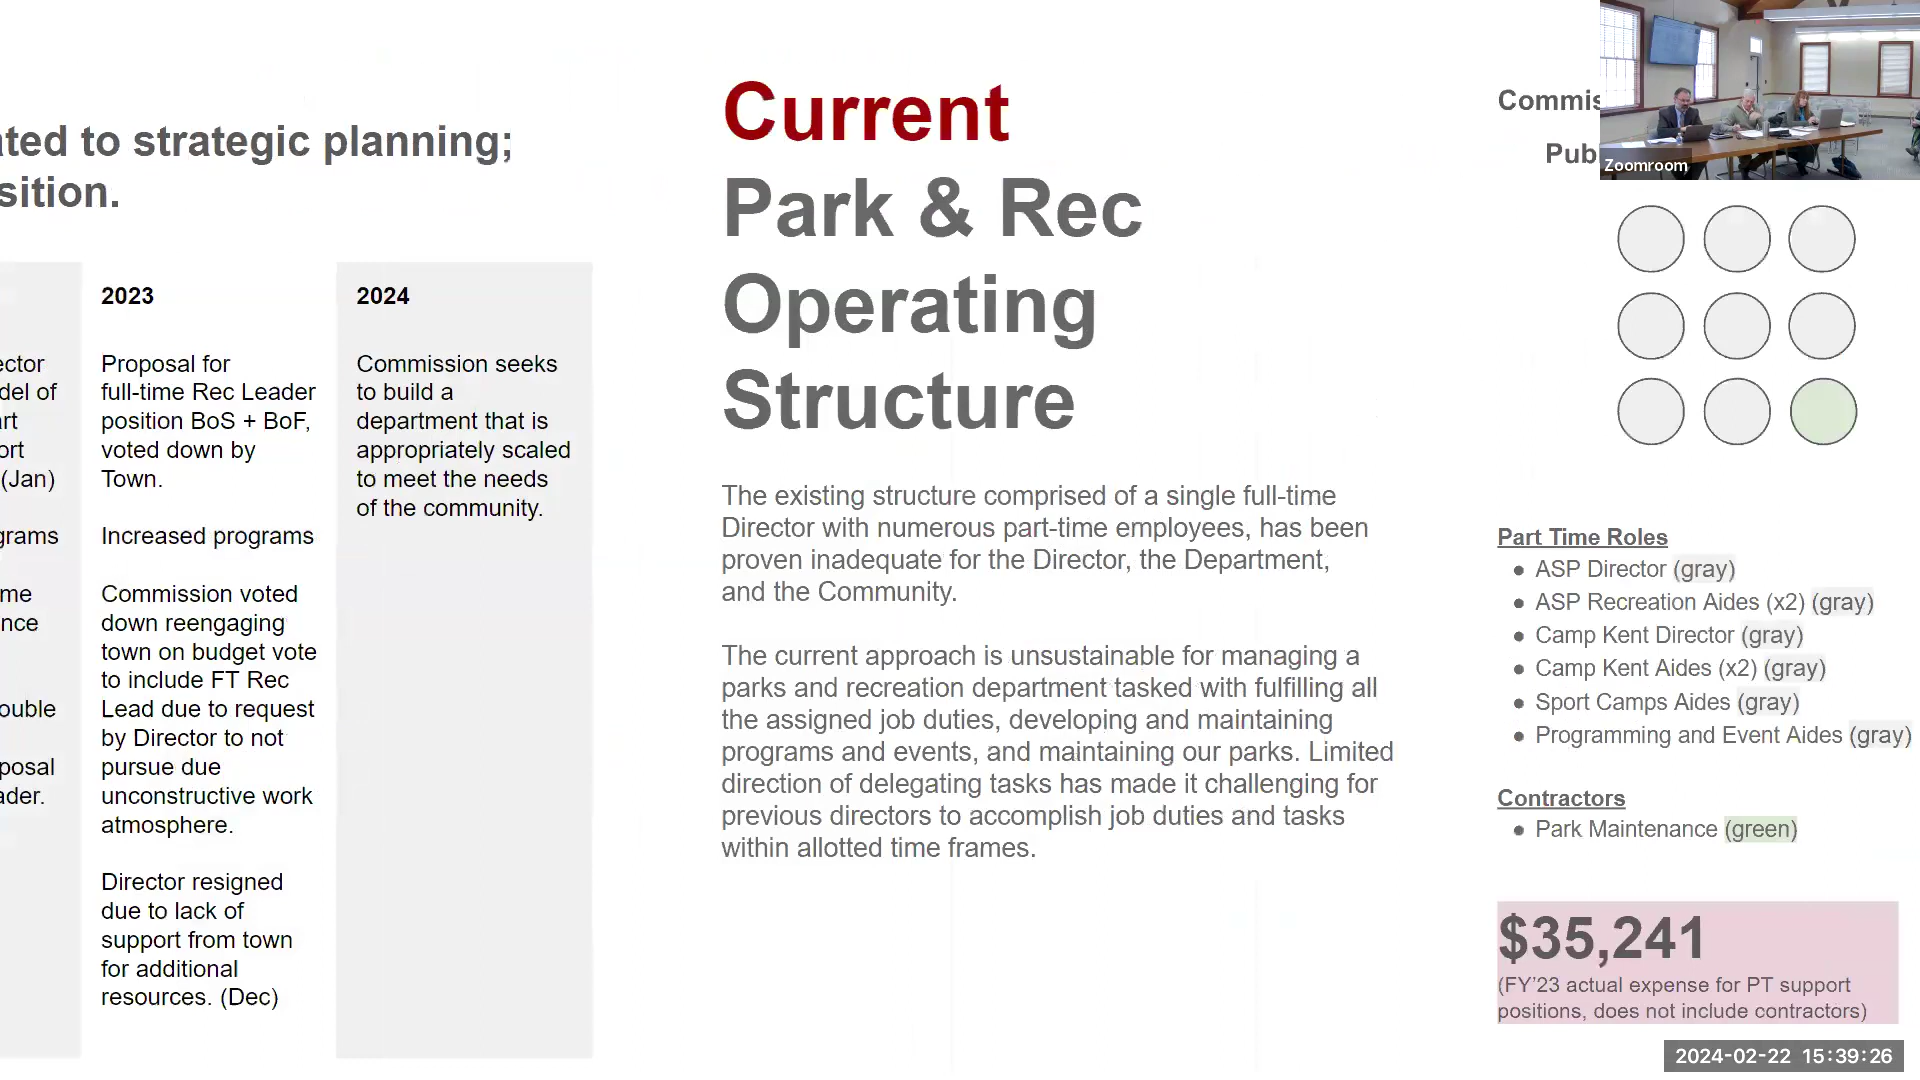 ated to strategic planning;
sition.
ector
del of
art
ort
(Jan)
grams
me
nce
ouble
posal
ader.
2023
Proposal for
full-time Rec Leader
position BoS + BoF,
voted down by
Town.
Increased programs
Commission voted
down reengaging
town on budget vote
to include FT Rec
Lead due to request
by Director to not
pursue due
unconstructive work
atmosphere.
Director resigned
due to lack of
support from town
for additional
resources. (Dec)
2024
Commission seeks
to build a
department that is
appropriately scaled
to meet the needs
of the community.
Current
Park & Rec
Operating
Structure
The existing structure comprised of a single full-time
Director with numerous part-time employees, has been
proven inadequate for the Director, the Department,
and the Community.
The current approach is unsustainable for managing a
parks and recreation department tasked with fulfilling all
the assigned job duties, developing and maintaining
programs and events, and maintaining our parks. Limited
direction of delegating tasks has made it challenging for
previous directors to accomplish job duties and tasks
within allotted time frames.
Commis
Pub
Zoomroom
Part Time Roles
● ASP Director (gray)
● ASP Recreation Aides (x2) (gray)
● Camp Kent Director (gray)
● Camp Kent Aides (x2) (gray)
● Sport Camps Aides (gray)
● Programming and Event Aides (gray)
Contractors
● Park Maintenance (green)
$35,241
(FY’23 actual expense for PT support
positions, does not include contractors)
2024-02-22 15:39:26